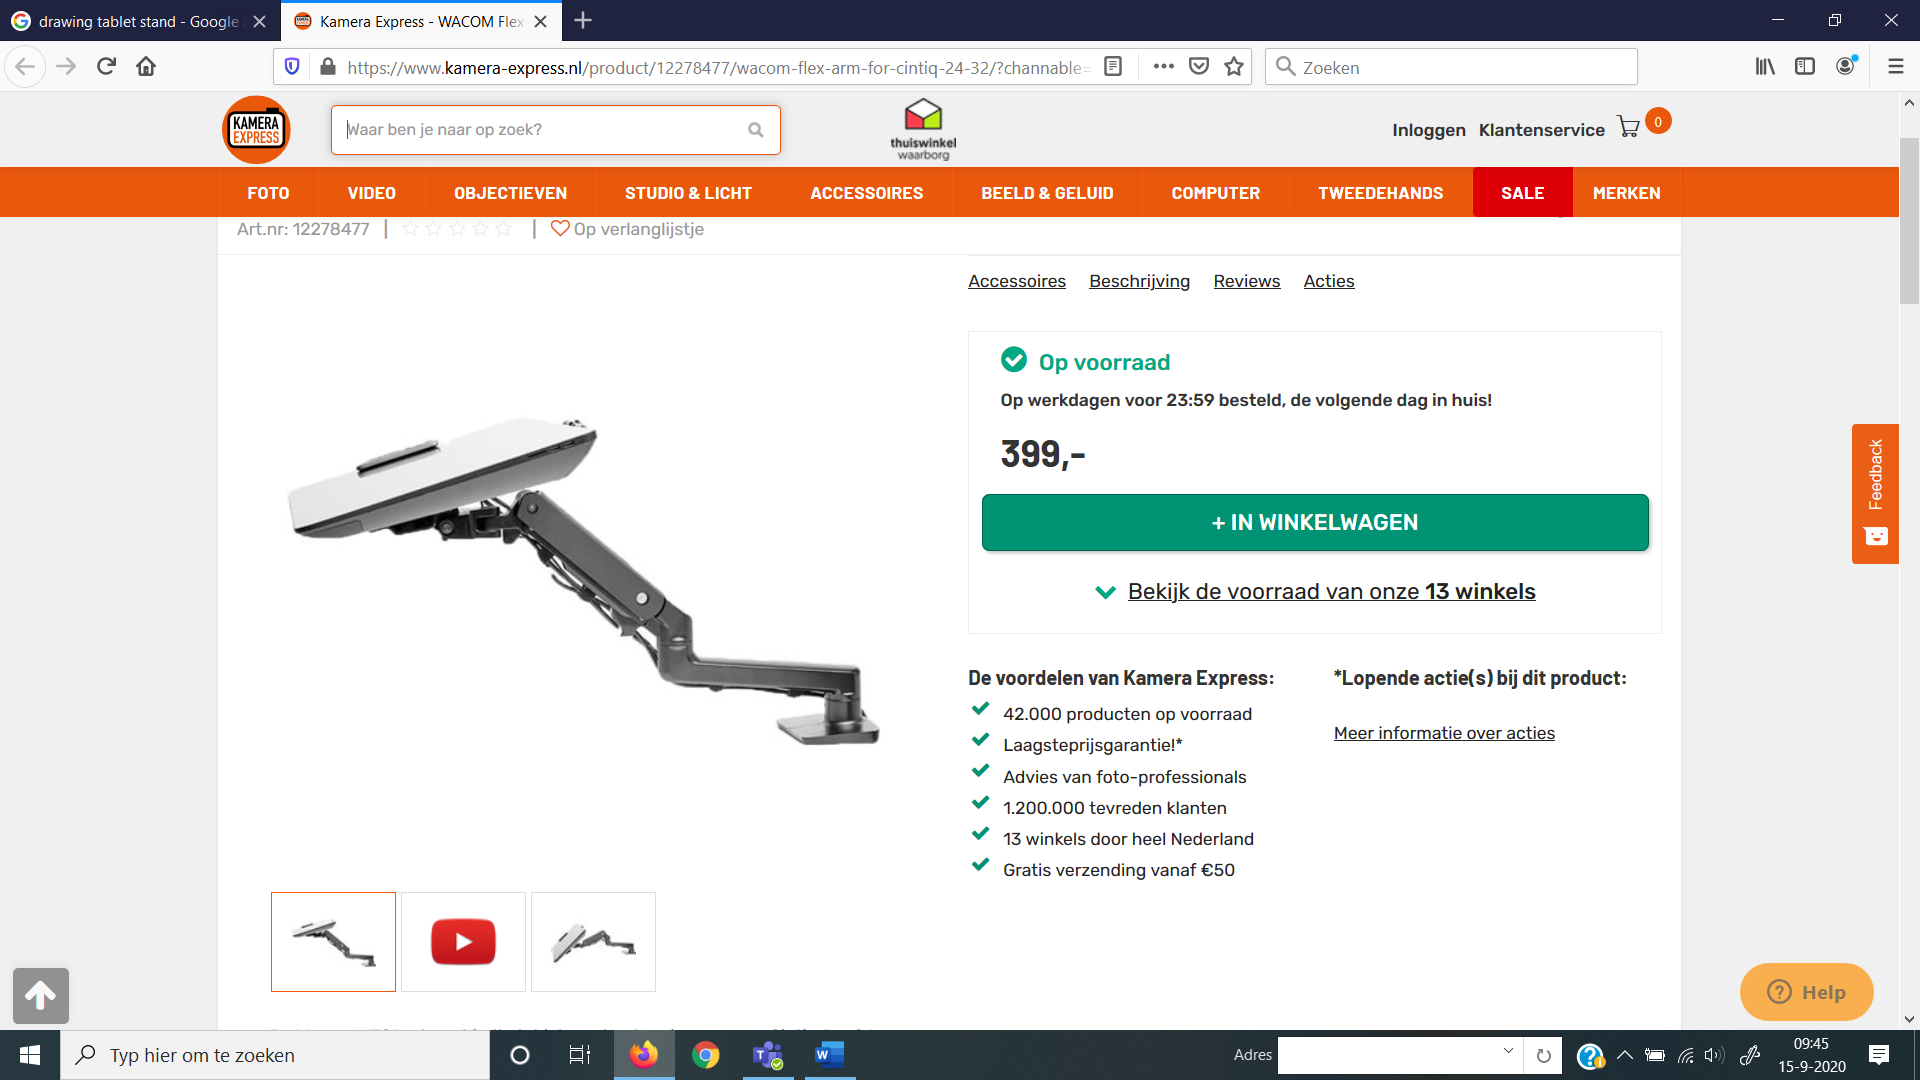 drawing tablet stand - Google
Kamera Express - WACOM Flex
https://www.kamera-express.nl/product/12278477/wacom-flex-arm-for-cintiq-24-32/?channable=
Zoeken
KAMERA
EXPRESS
Waar ben je naar op zoek?
thuiswinkel
waarborg
Inloggen Klantenservice 0
FOTO VIDEO OBJECTIEVEN STUDIO & LICHT ACCESSOIRES BEELD & GELUID COMPUTER TWEEDEHANDS SALE MERKEN
Art.nr: 12278477 | | Op verlanglijstje
Accessoires Beschrijving Reviews Acties
Op voorraad
Op werkdagen voor 23:59 besteld, de volgende dag in huis!
399,-
+ IN WINKELWAGEN
Bekijk de voorraad van onze 13 winkels
Feedback
De voordelen van Kamera Express:
42.000 producten op voorraad
Laagsteprijsgarantie!*
Advies van foto-professionals
1.200.000 tevreden klanten
13 winkels door heel Nederland
Gratis verzending vanaf €50
*Lopende actie(s) bij dit product:
Meer informatie over acties
Help
Typ hier om te zoeken
Adres
09:45
15-9-2020